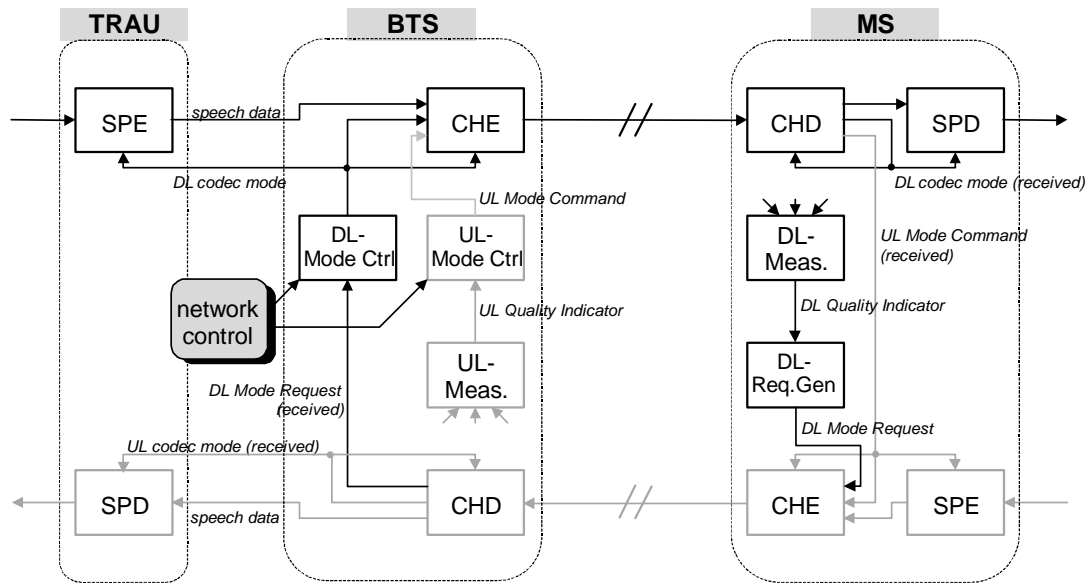 TRAU
BTS
MS
SPE
speech data
CHE
CHD
SPD
DL codec mode
DL codec mode (received)
UL Mode Command
DL-
Mode Ctrl
UL-
Mode Ctrl
DL-
Meas.
UL Mode Command
(received)
network
control
UL Quality Indicator
DL Quality Indicator
UL-
Meas.
DL-
Req.Gen
DL Mode Request
(received)
DL Mode Request
UL codec mode (received)
SPD
speech data
CHD
CHE
SPE